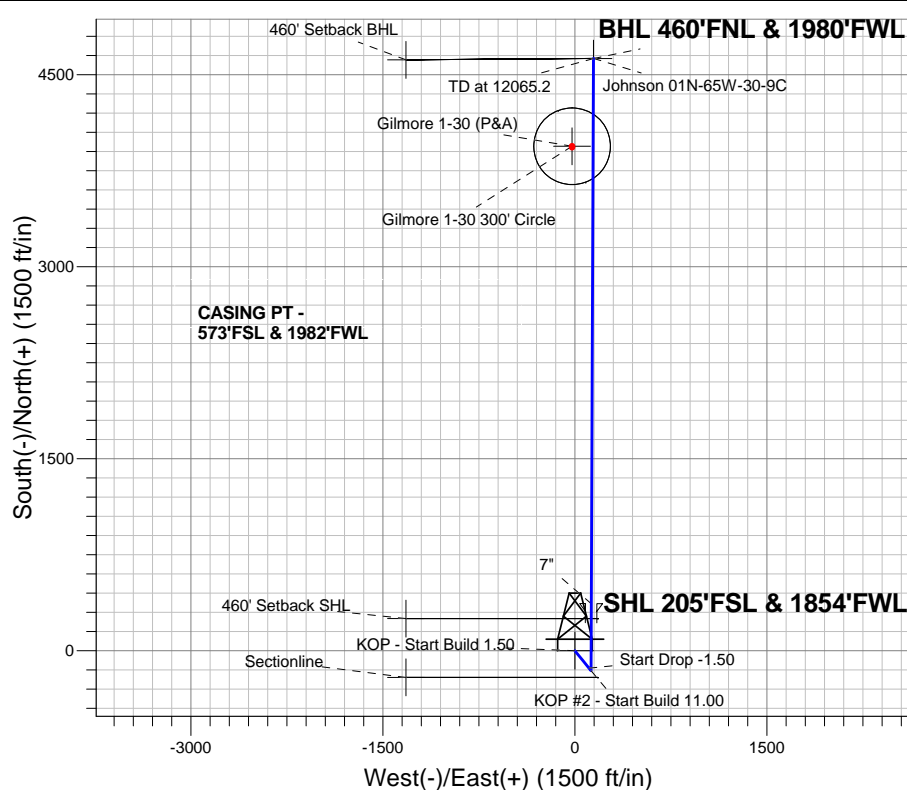 460' Setback BHL
BHL 460'FNL & 1980'FWL
4500
TD at 12065.2
Johnson 01N-65W-30-9C
Gilmore 1-30 (P&A)
Gilmore 1-30 300' Circle
3000
CASING PT -
573'FSL & 1982'FWL
South(-)/North(+) (1500 ft/in)
1500
7"
460' Setback SHL
SHL 205'FSL & 1854'FWL
KOP - Start Build 1.50
0
Sectionline
Start Drop -1.50
KOP #2 - Start Build 11.00
-3000
-1500
0
1500
West(-)/East(+) (1500 ft/in)